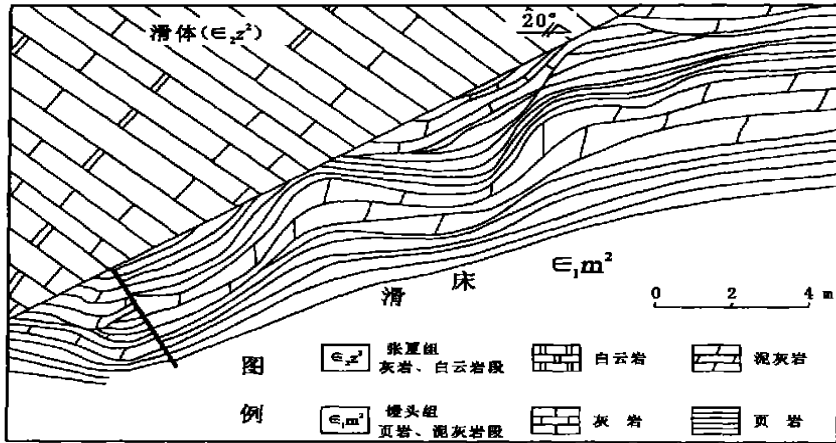 滑体(∈₂z²)
20°
∈₁m²
滑床
0 2 4 m
图例
∈₂z² 张夏组
灰岩、白云岩段
白云岩
泥灰岩
∈₁m² 馒头组
页岩、泥灰岩段
灰岩
页岩